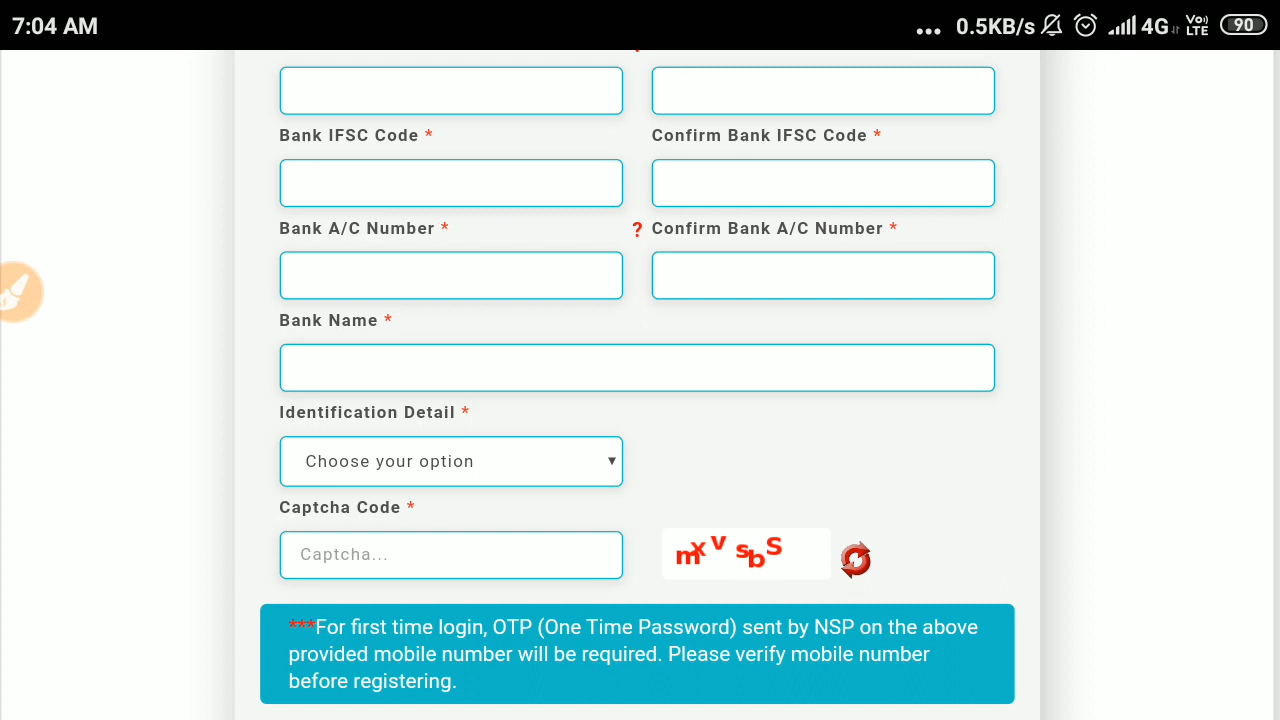 7:04 AM ... 0.5KB/s 4G Vo)) LTE 90
Bank IFSC Code * Confirm Bank IFSC Code *
Bank A/C Number * ? Confirm Bank A/C Number *
Bank Name *
Identification Detail *
Choose your option
Captcha Code *
Captcha... mxvsbS
***For first time login, OTP (One Time Password) sent by NSP on the above
provided mobile number will be required. Please verify mobile number
before registering.